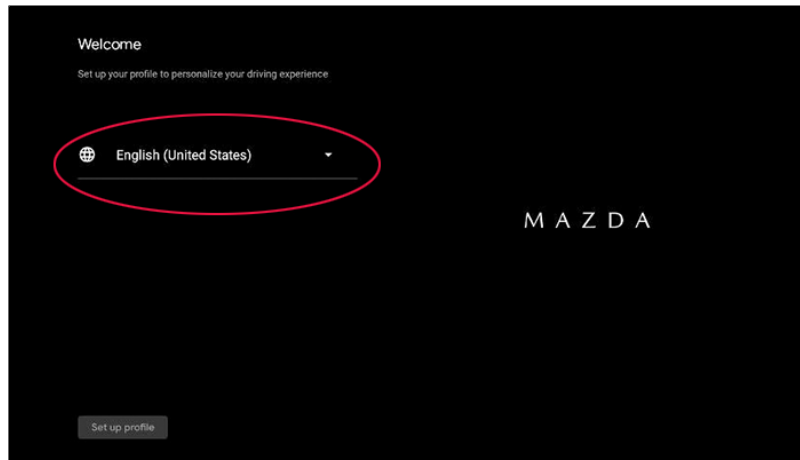 Welcome
Set up your profile to personalize your driving experience
English (United States)
MAZDA
Set up profile